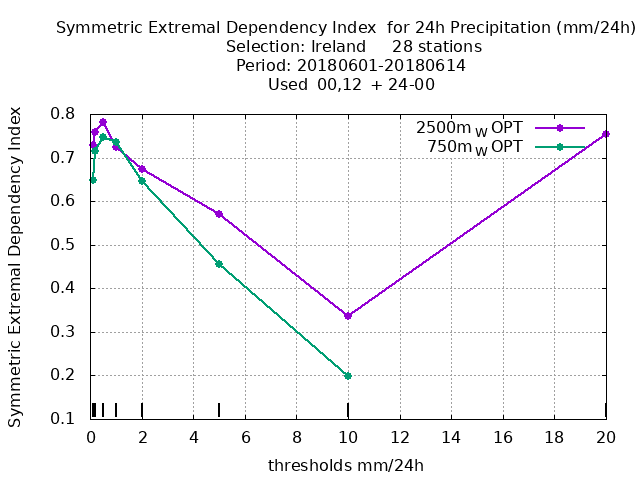 Symmetric Extremal Dependency Index  for 24h Precipitation (mm/24h)
Selection: Ireland     28 stations
Period: 20180601-20180614
Used  00,12  + 24-00
Symmetric Extremal Dependency Index
0.8
0.7
0.6
0.5
0.4
0.3
0.2
0.1
2500m W OPT
750m W OPT
0 2 4 6 8 10 12 14 16 18 20
thresholds mm/24h